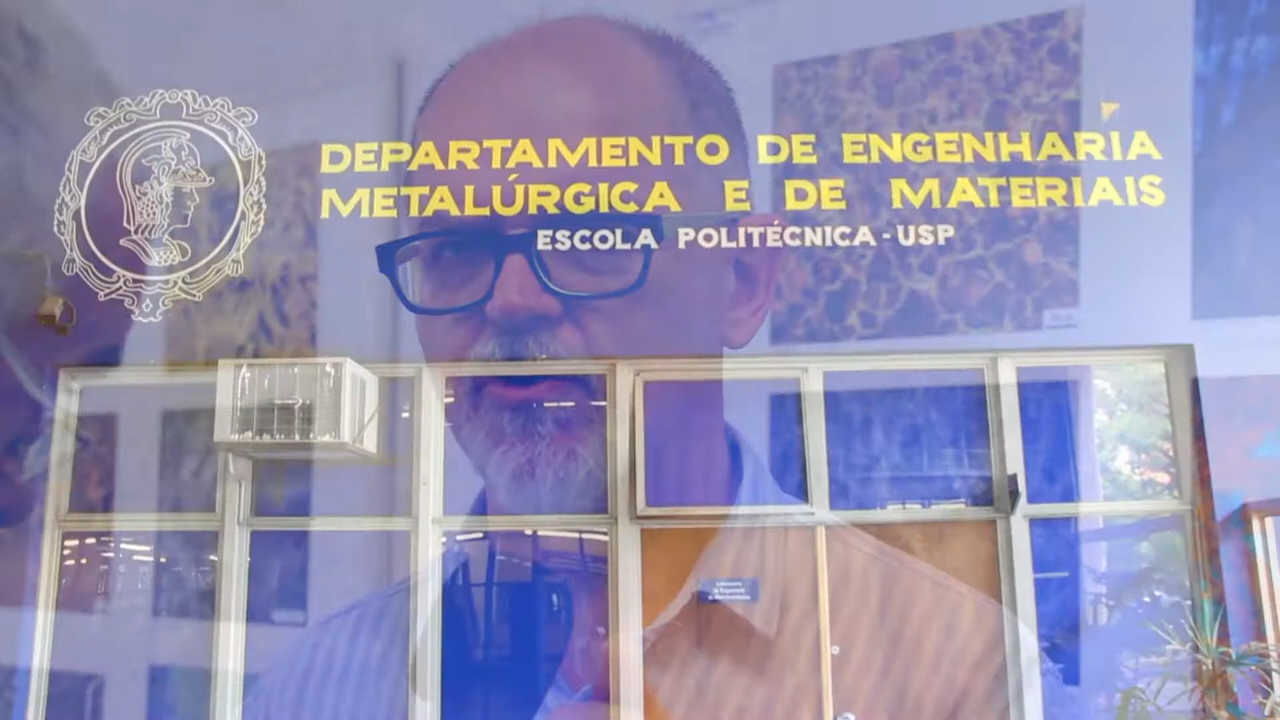 DEPARTAMENTO DE ENGENHARIA
METALÚRGICA E DE MATERIAIS
ESCOLA POLITÉCNICA - USP